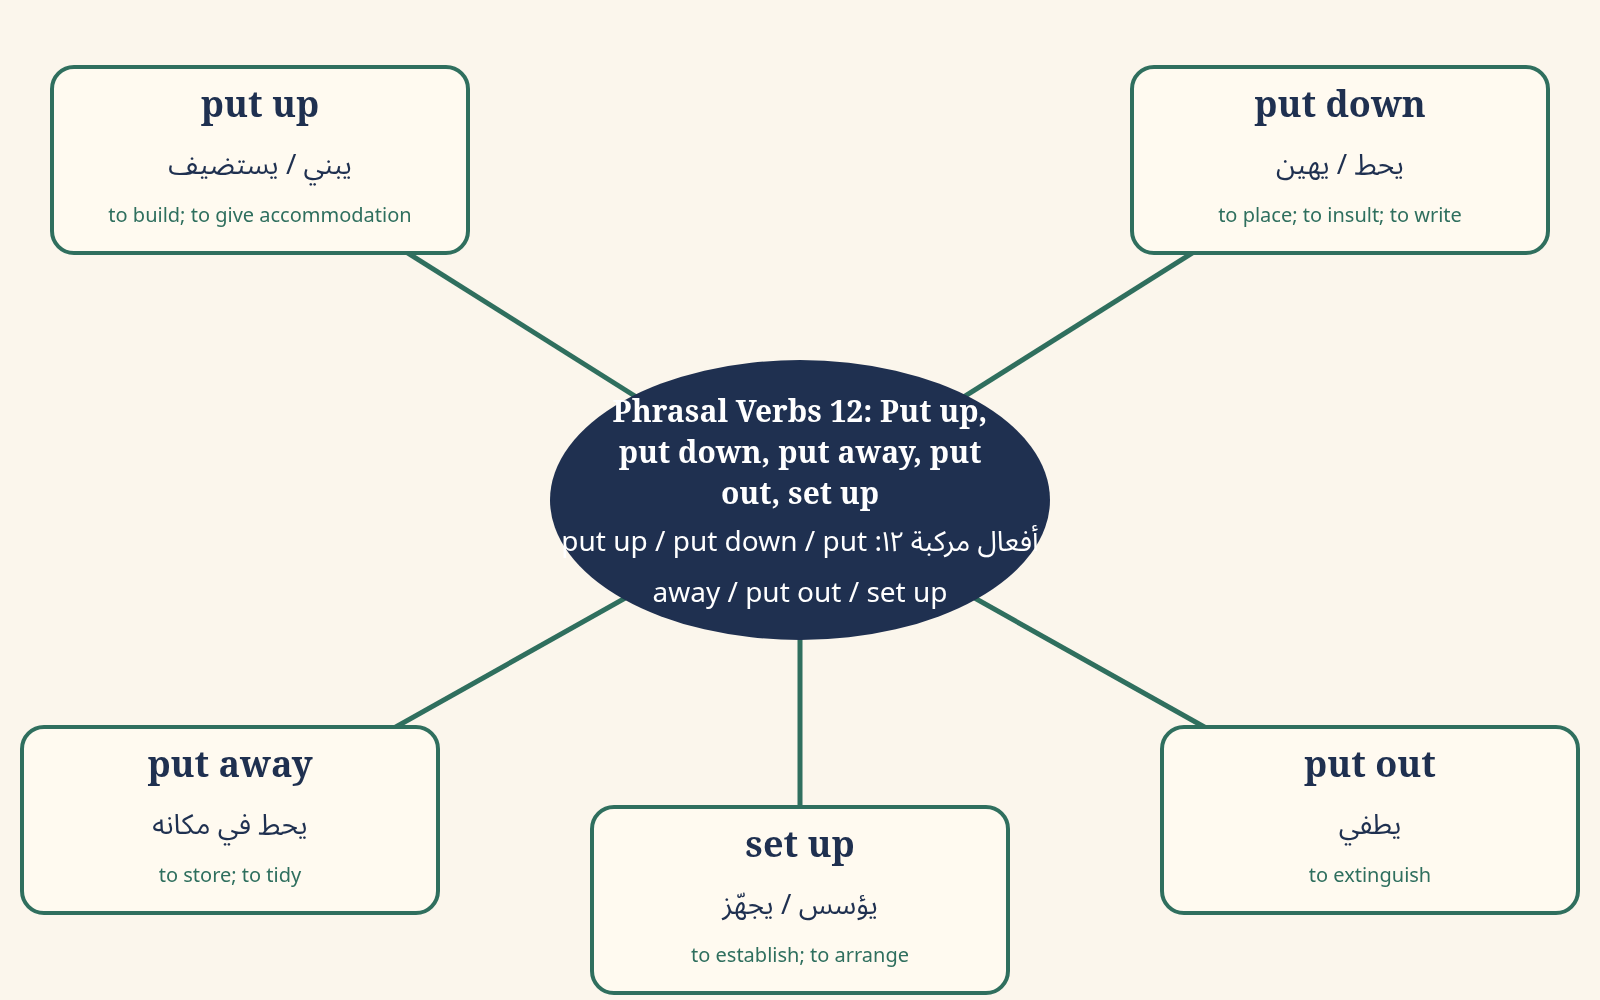 put up
يبني / يستضيف
to build; to give accommodation
put down
يحط / يهين
to place; to insult; to write
Phrasal Verbs 12: Put up,
put down, put away, put
out, set up
أفعال مركبة ١٢: put up / put down / put
away / put out / set up
put away
يحط في مكانه
to store; to tidy
set up
يؤسس / يجهّز
to establish; to arrange
put out
يطفي
to extinguish